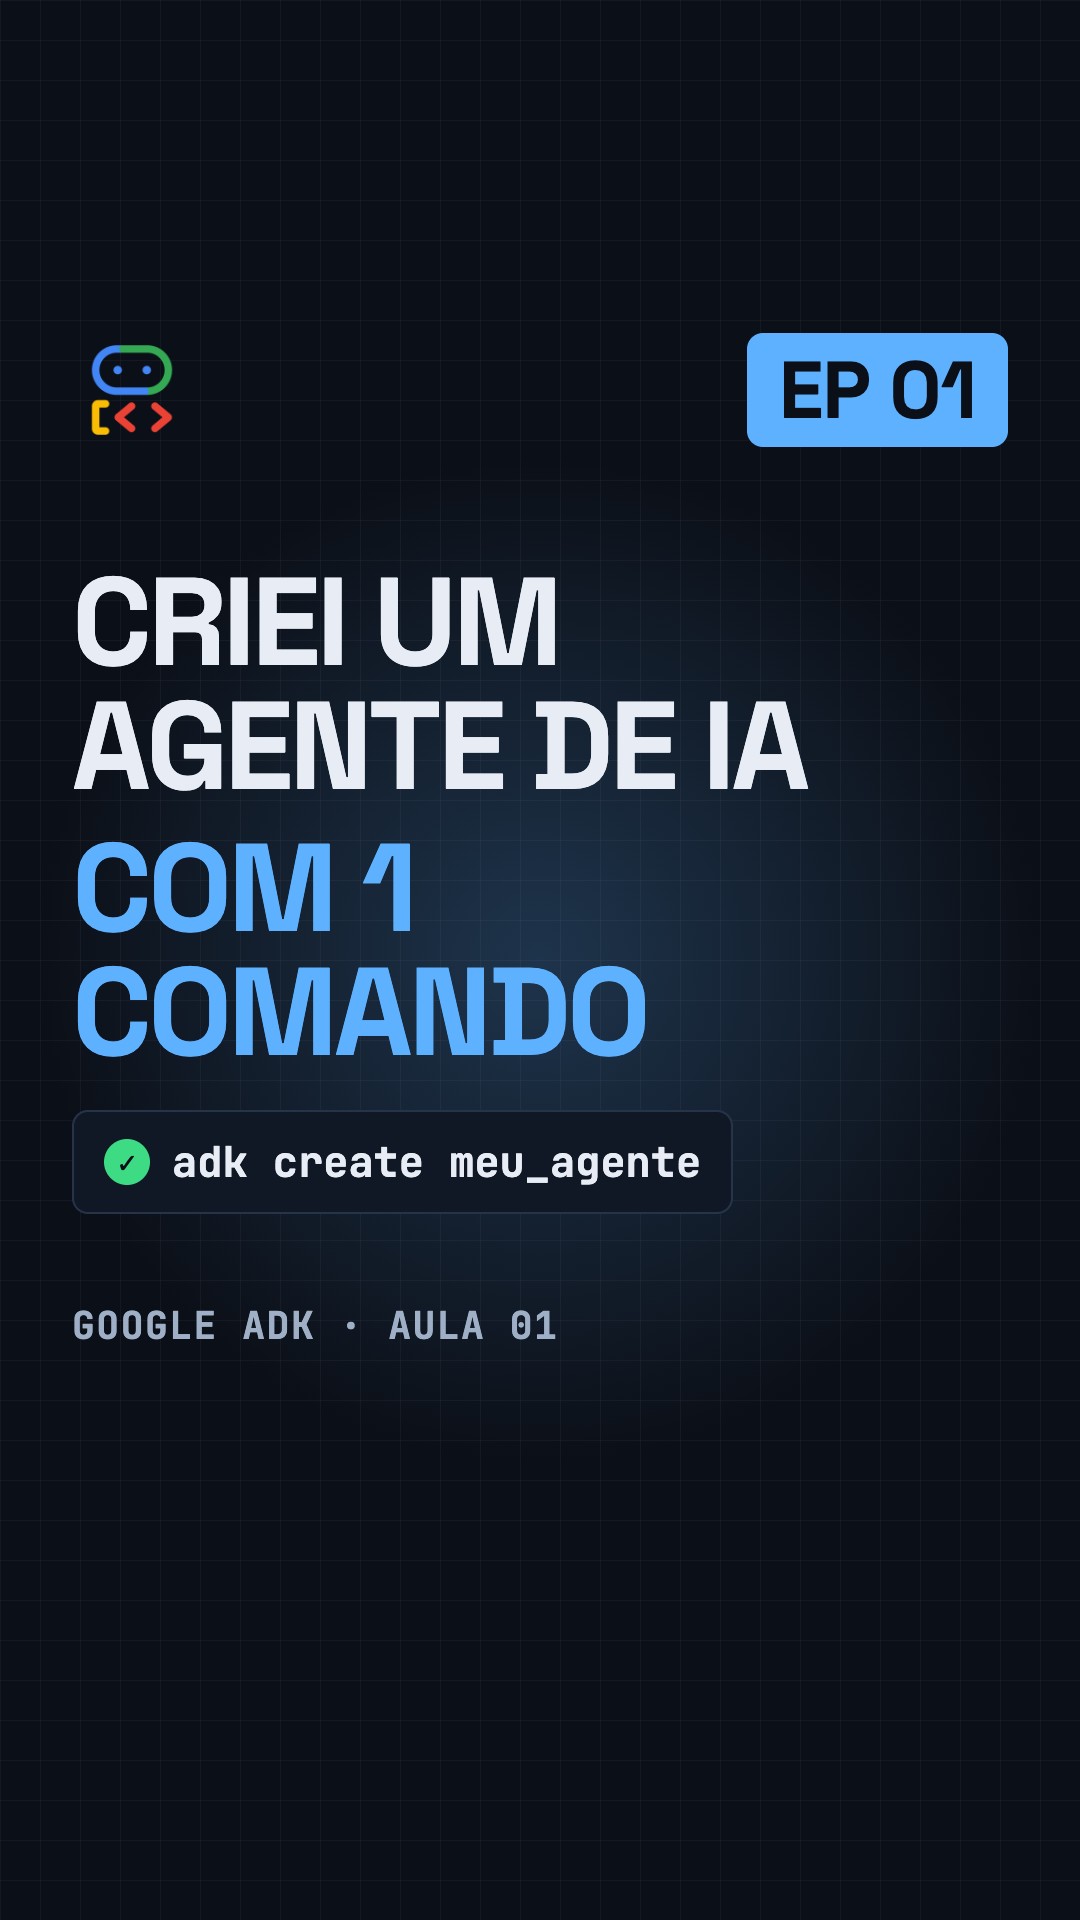 EP 01
CRIEI UM
AGENTE DE IA
COM 1
COMANDO
✓ adk create meu_agente
GOOGLE ADK · AULA 01